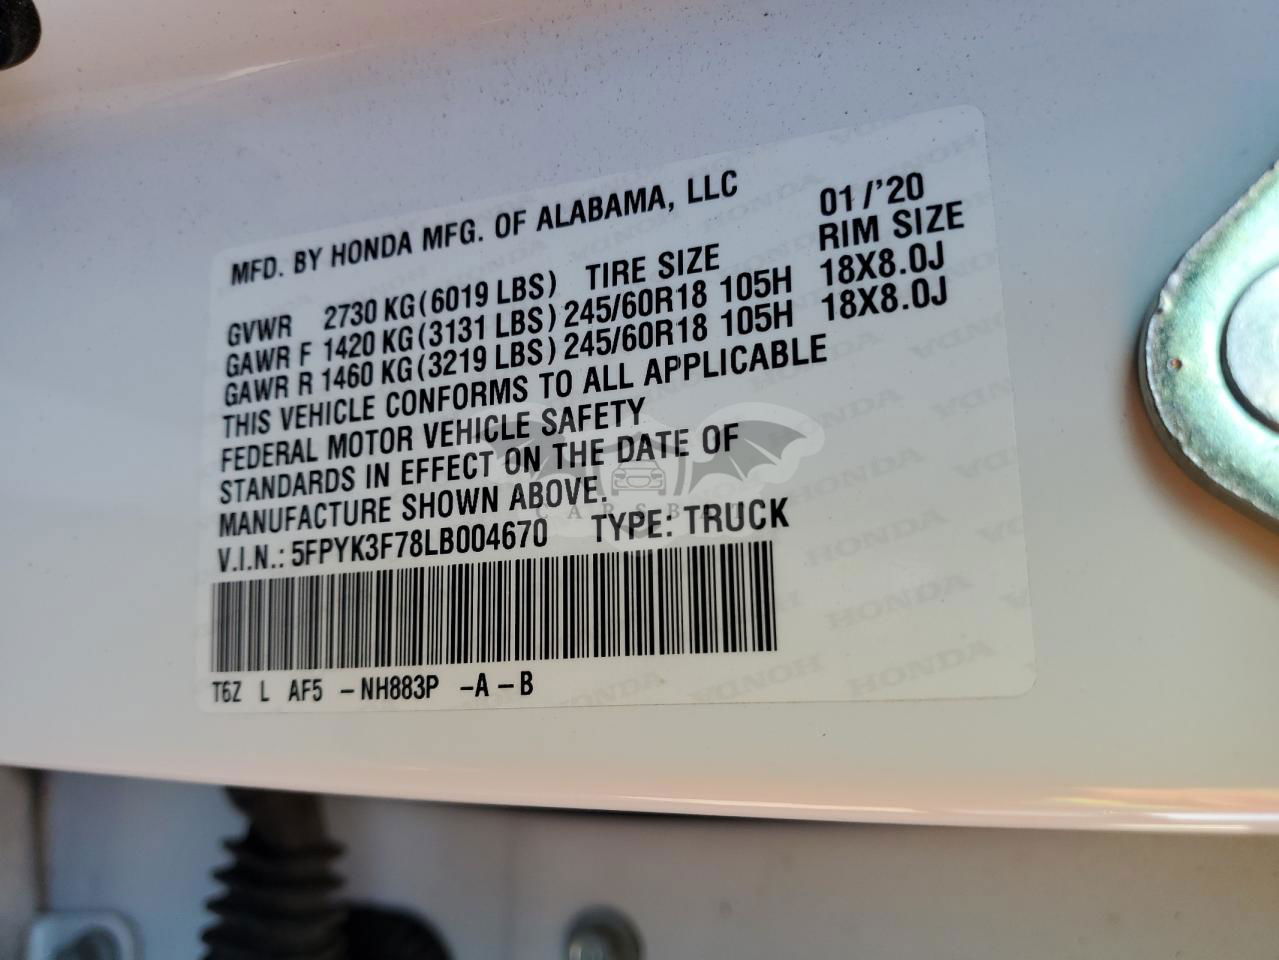 MFD. BY HONDA MFG. OF ALABAMA, LLC 01/'20
GVWR 2730 KG(6019 LBS) TIRE SIZE RIM SIZE
GAWR F 1420 KG(3131 LBS) 245/60R18 105H 18X8.0J
GAWR R 1460 KG(3219 LBS) 245/60R18 105H 18X8.0J
THIS VEHICLE CONFORMS TO ALL APPLICABLE
FEDERAL MOTOR VEHICLE SAFETY
STANDARDS IN EFFECT ON THE DATE OF
MANUFACTURE SHOWN ABOVE.
V.I.N.: 5FPYK3F78LB004670 TYPE: TRUCK
T6Z L AF5 -NH883P -A -B